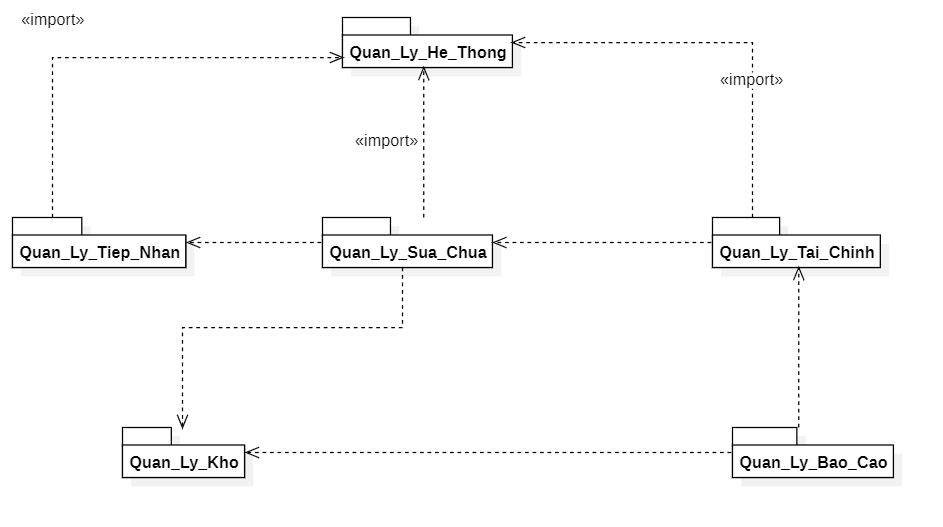 «import»
Quan_Ly_He_Thong
«import»
«import»
Quan_Ly_Tiep_Nhan
Quan_Ly_Sua_Chua
Quan_Ly_Tai_Chinh
Quan_Ly_Kho
Quan_Ly_Bao_Cao